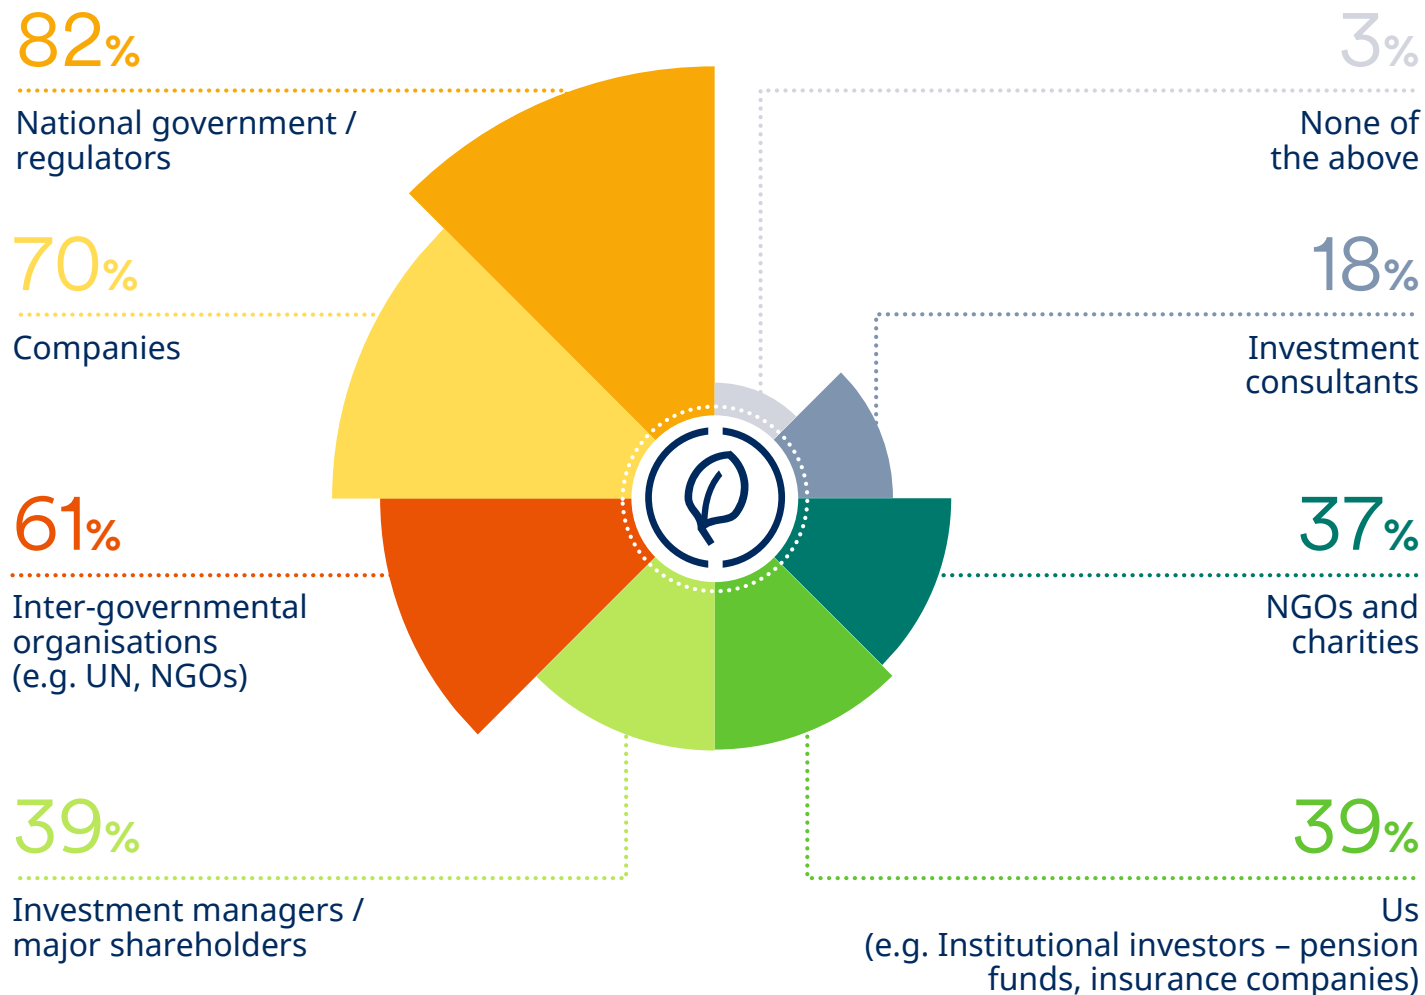 82%
National government /
regulators
70%
Companies
61%
Inter-governmental
organisations
(e.g. UN, NGOs)
39%
Investment managers /
major shareholders
3%
None of
the above
18%
Investment
consultants
37%
NGOs and
charities
39%
Us
(e.g. Institutional investors – pension
funds, insurance companies)